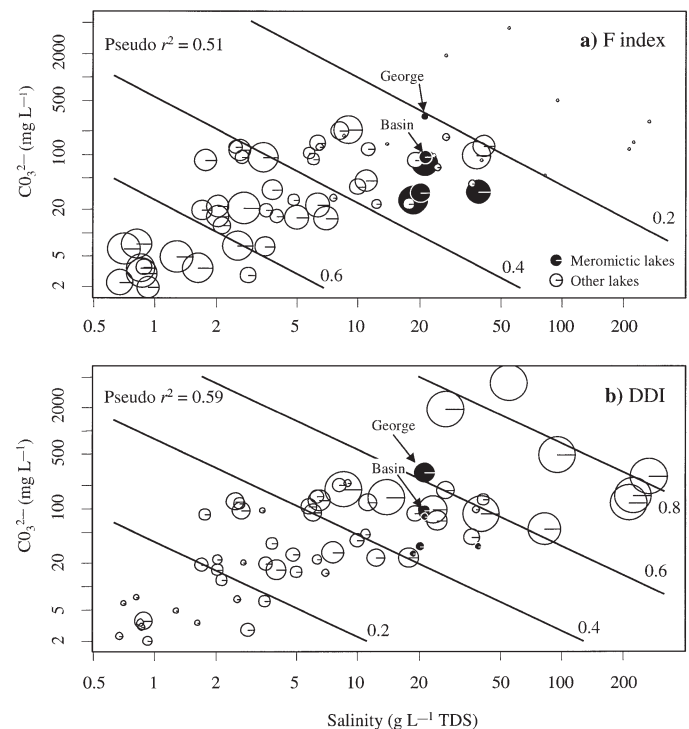 Pseudo r² = 0.51
a) F index
George
Basin
2000
500
100
20
5
2
CO₃²⁻ (mg L⁻¹)
0.2
0.4
0.6
Meromictic lakes
Other lakes
0.5 1 2 5 10 20 50 100 200
Pseudo r² = 0.59
b) DDI
George
Basin
2000
500
100
20
5
2
CO₃²⁻ (mg L⁻¹)
0.8
0.6
0.4
0.2
0.5 1 2 5 10 20 50 100 200
Salinity (g L⁻¹ TDS)